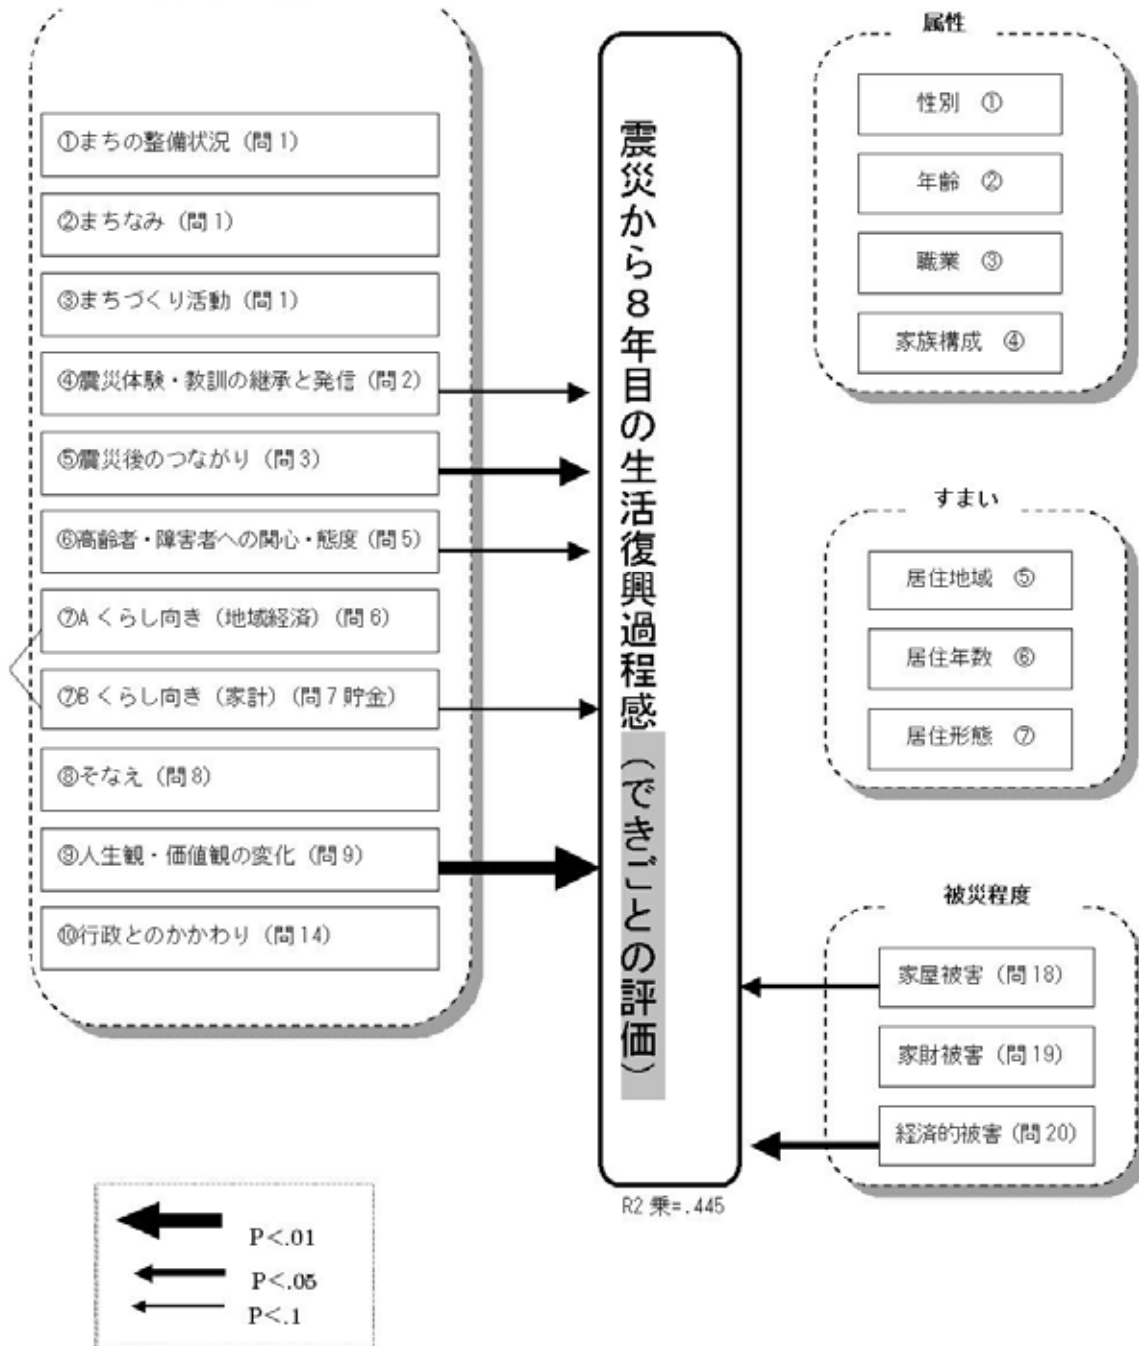 ①まちの整備状況（問1）
②まちなみ（問1）
③まちづくり活動（問1）
④震災体験・教訓の継承と発信（問2）
⑤震災後のつながり（問3）
⑥高齢者・障害者への関心・態度（問5）
⑦A くらし向き（地域経済）（問6）
⑦B くらし向き（家計）（問7貯金）
⑧そなえ（問8）
⑨人生観・価値観の変化（問9）
⑩行政とのかかわり（問14）
震災から８年目の生活復興過程感（できごとの評価）
R2 乗=.445
属性
性別　①
年齢　②
職業　③
家族構成　④
すまい
居住地域　⑤
居住年数　⑥
居住形態　⑦
被災程度
家屋被害（問18）
家財被害（問19）
経済的被害（問20）
P<.01
P<.05
P<.1